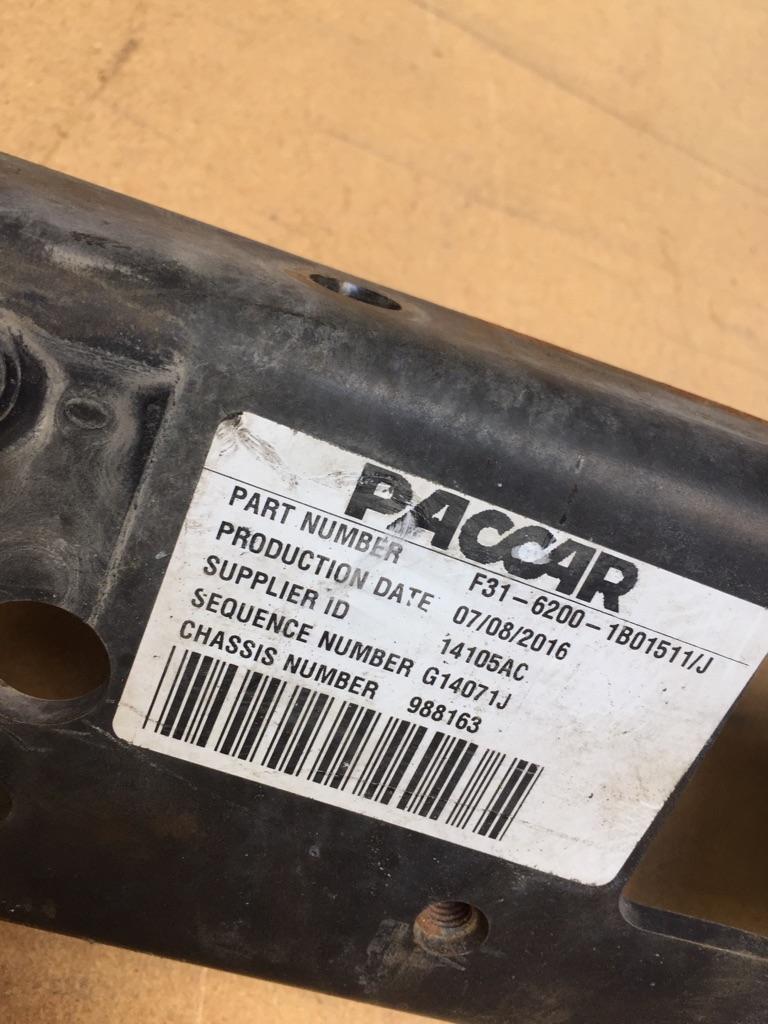 PACCAR
PART NUMBER F31-6200-1B01511/J
PRODUCTION DATE 07/08/2016
SUPPLIER ID 14105AC
SEQUENCE NUMBER G14071J
CHASSIS NUMBER 988163